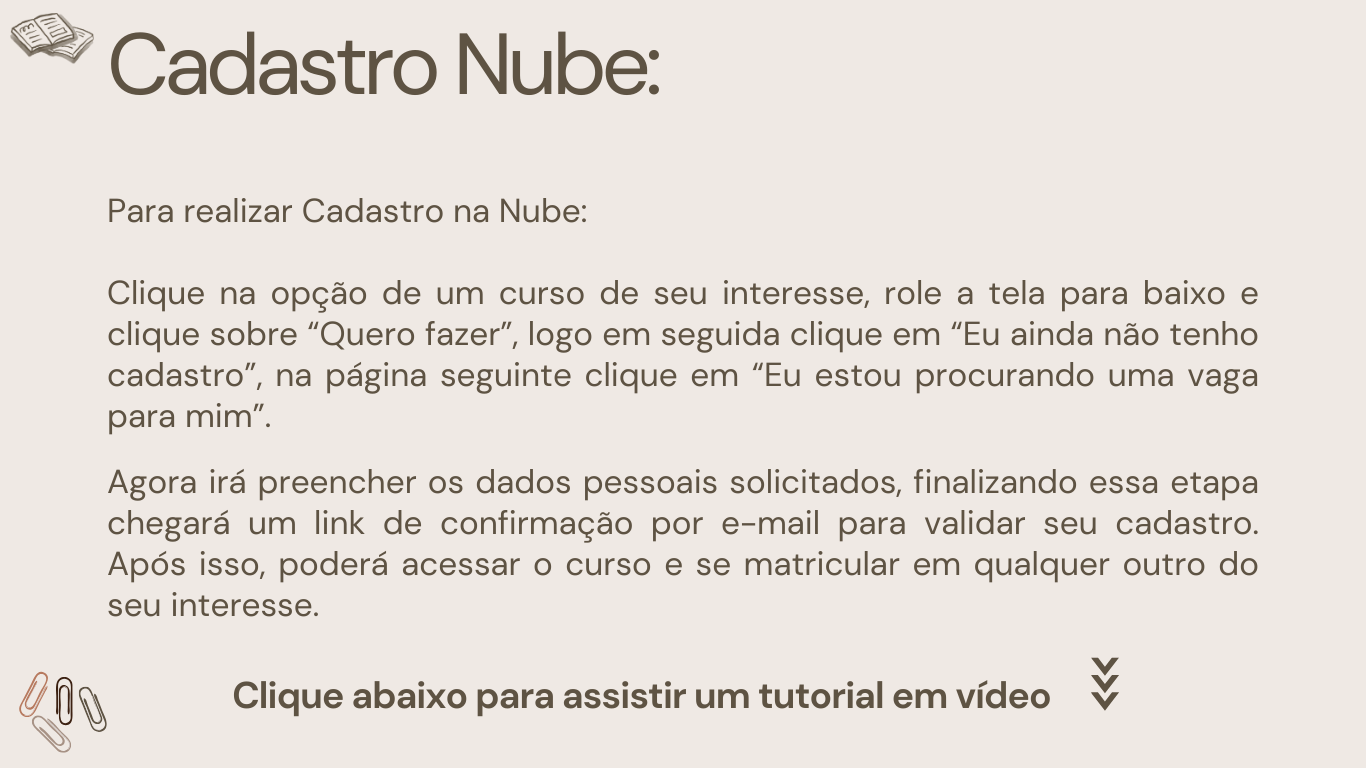 Cadastro Nube:
Para realizar Cadastro na Nube:
Clique na opção de um curso de seu interesse, role a tela para baixo e
clique sobre “Quero fazer”, logo em seguida clique em “Eu ainda não tenho
cadastro”, na página seguinte clique em “Eu estou procurando uma vaga
para mim”.
Agora irá preencher os dados pessoais solicitados, finalizando essa etapa
chegará um link de confirmação por e-mail para validar seu cadastro.
Após isso, poderá acessar o curso e se matricular em qualquer outro do
seu interesse.
Clique abaixo para assistir um tutorial em vídeo